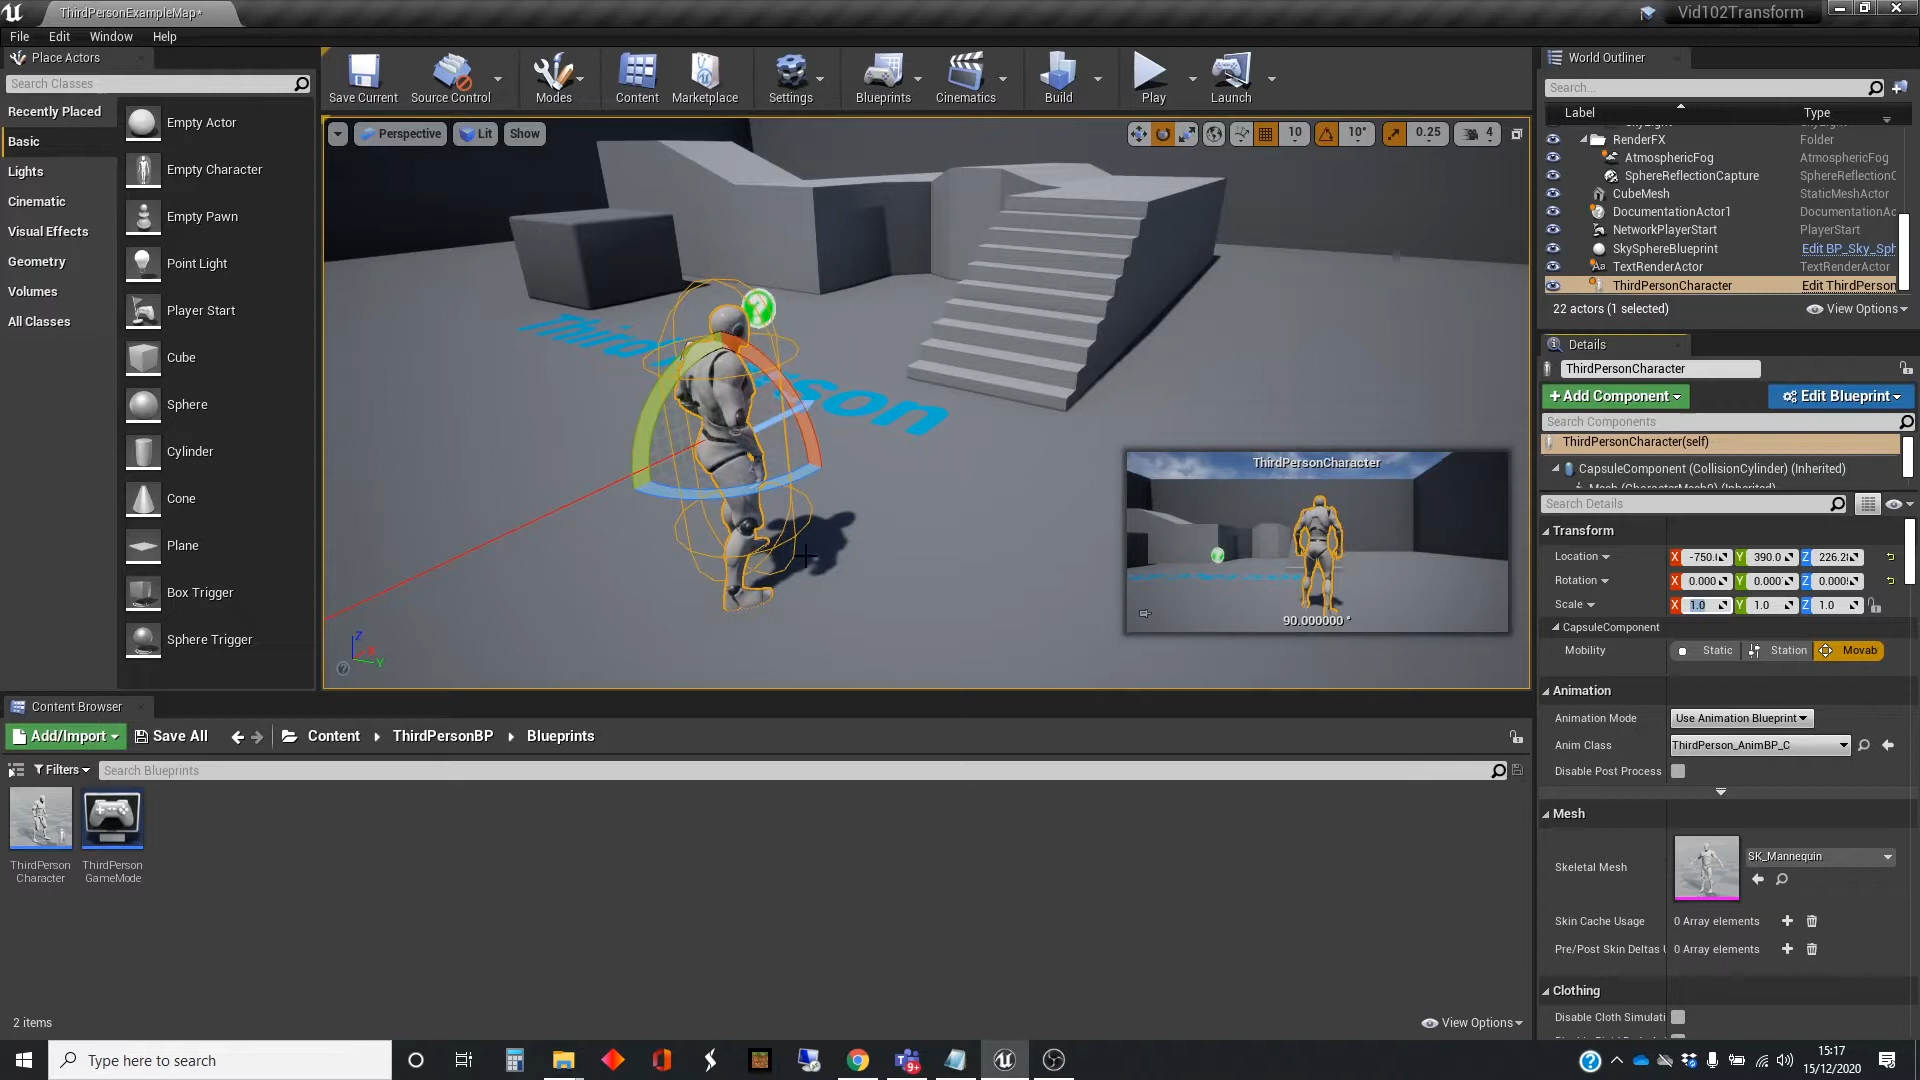 ThirdPersonExampleMap*
Vid102Transform
File Edit Window Help
Place Actors
Search Classes
Recently Placed
Basic
Lights
Cinematic
Visual Effects
Geometry
Volumes
All Classes
Empty Actor
Empty Character
Empty Pawn
Point Light
Player Start
Cube
Sphere
Cylinder
Cone
Plane
Box Trigger
Sphere Trigger
Save Current Source Control Modes Content Marketplace Settings Blueprints Cinematics Build Play Launch
Perspective Lit Show
10 10° 0.25 4
ThirdPersonCharacter
90.000000 °
Z
X
Y
World Outliner
Search...
Label Type
RenderFX Folder
AtmosphericFog AtmosphericFog
SphereReflectionCapture SphereReflectionC
CubeMesh StaticMeshActor
DocumentationActor1 DocumentationAc
NetworkPlayerStart PlayerStart
SkySphereBlueprint Edit BP_Sky_Sph
TextRenderActor TextRenderActor
ThirdPersonCharacter Edit ThirdPerson
22 actors (1 selected) View Options
Details
ThirdPersonCharacter
+Add Component Edit Blueprint
Search Components
ThirdPersonCharacter(self)
CapsuleComponent (CollisionCylinder) (Inherited)
Mesh (CharacterMesh0) (Inherited)
Search Details
Transform
Location X -750.( Y 390.0 Z 226.2
Rotation X 0.000 Y 0.000 Z 0.000
Scale X 1.0 Y 1.0 Z 1.0
CapsuleComponent
Mobility Static Station Movab
Animation
Animation Mode Use Animation Blueprint
Anim Class ThirdPerson_AnimBP_C
Disable Post Process
Mesh
Skeletal Mesh SK_Mannequin
Skin Cache Usage 0 Array elements
Pre/Post Skin Deltas U 0 Array elements
Clothing
Disable Cloth Simulati
Content Browser
Add/Import Save All Content ThirdPersonBP Blueprints
Filters Search Blueprints
ThirdPerson
Character
ThirdPerson
GameMode
2 items View Options
Type here to search
9+
15:17
15/12/2020